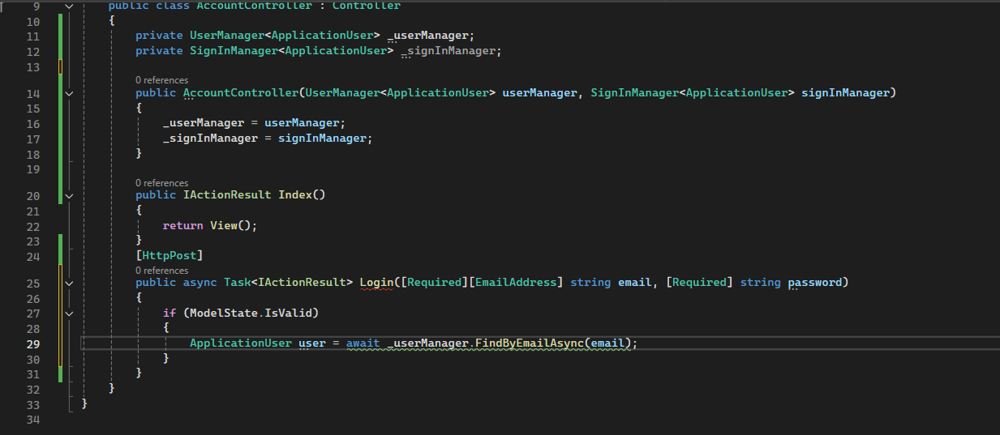 9 public class AccountController : Controller
10 {
11 private UserManager<ApplicationUser> _userManager;
12 private SignInManager<ApplicationUser> _signInManager;
13
0 references
14 public AccountController(UserManager<ApplicationUser> userManager, SignInManager<ApplicationUser> signInManager)
15 {
16 _userManager = userManager;
17 _signInManager = signInManager;
18 }
19
0 references
20 public IActionResult Index()
21 {
22 return View();
23 }
24 [HttpPost]
0 references
25 public async Task<IActionResult> Login([Required][EmailAddress] string email, [Required] string password)
26 {
27 if (ModelState.IsValid)
28 {
29 ApplicationUser user = await _userManager.FindByEmailAsync(email);
30 }
31 }
32 }
33 }
34